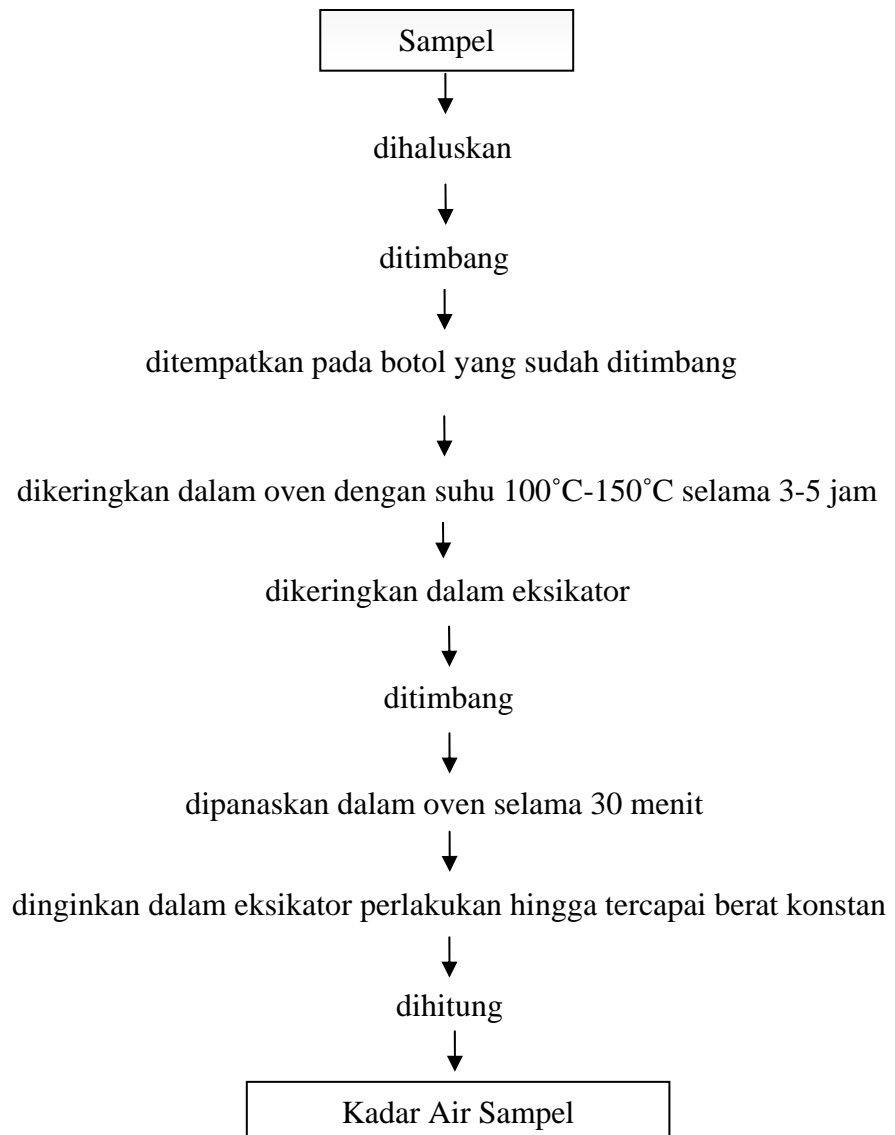 Sampel
dihaluskan
ditimbang
ditempatkan pada botol yang sudah ditimbang
dikeringkan dalam oven dengan suhu 100˚C-150˚C selama 3-5 jam
dikeringkan dalam eksikator
ditimbang
dipanaskan dalam oven selama 30 menit
dinginkan dalam eksikator perlakukan hingga tercapai berat konstan
dihitung
Kadar Air Sampel